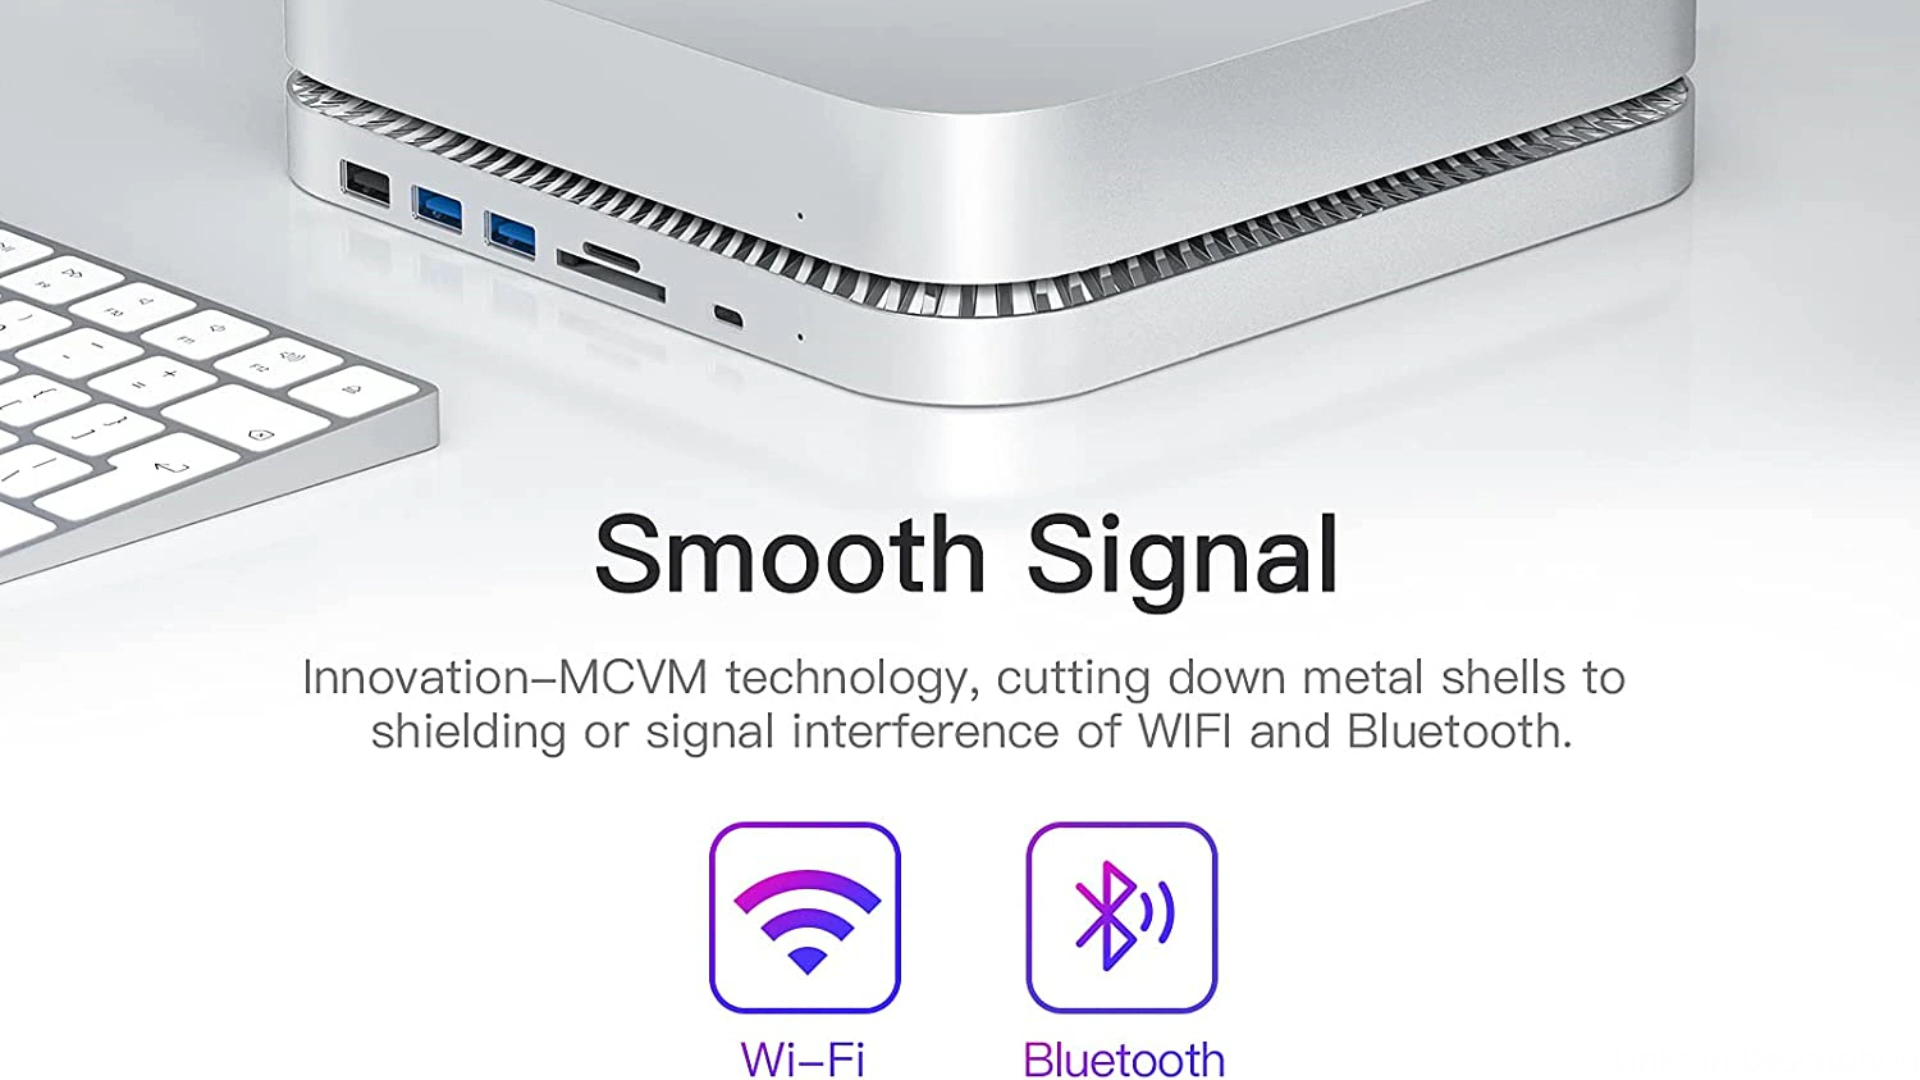 Smooth Signal
Innovation–MCVM technology, cutting down metal shells to
shielding or signal interference of WIFI and Bluetooth.
Wi–Fi
Bluetooth